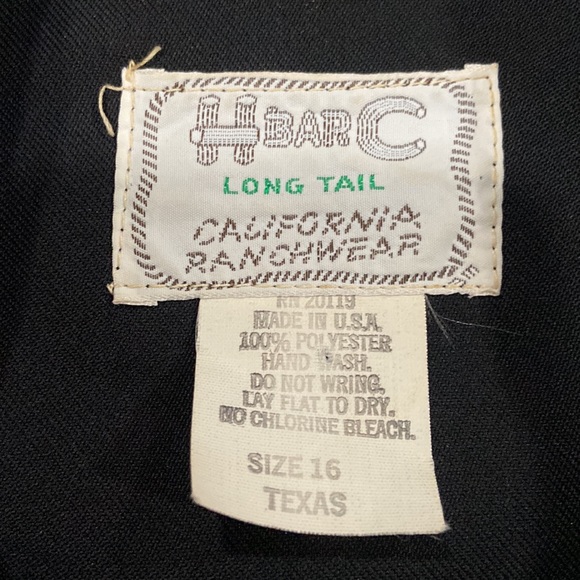 H BAR C
LONG TAIL
CALIFORNIA
RANCHWEAR
RN 20119
MADE IN U.S.A.
100% POLYESTER
HAND WASH.
DO NOT WRING,
LAY FLAT TO DRY.
NO CHLORINE BLEACH.
SIZE 16
TEXAS